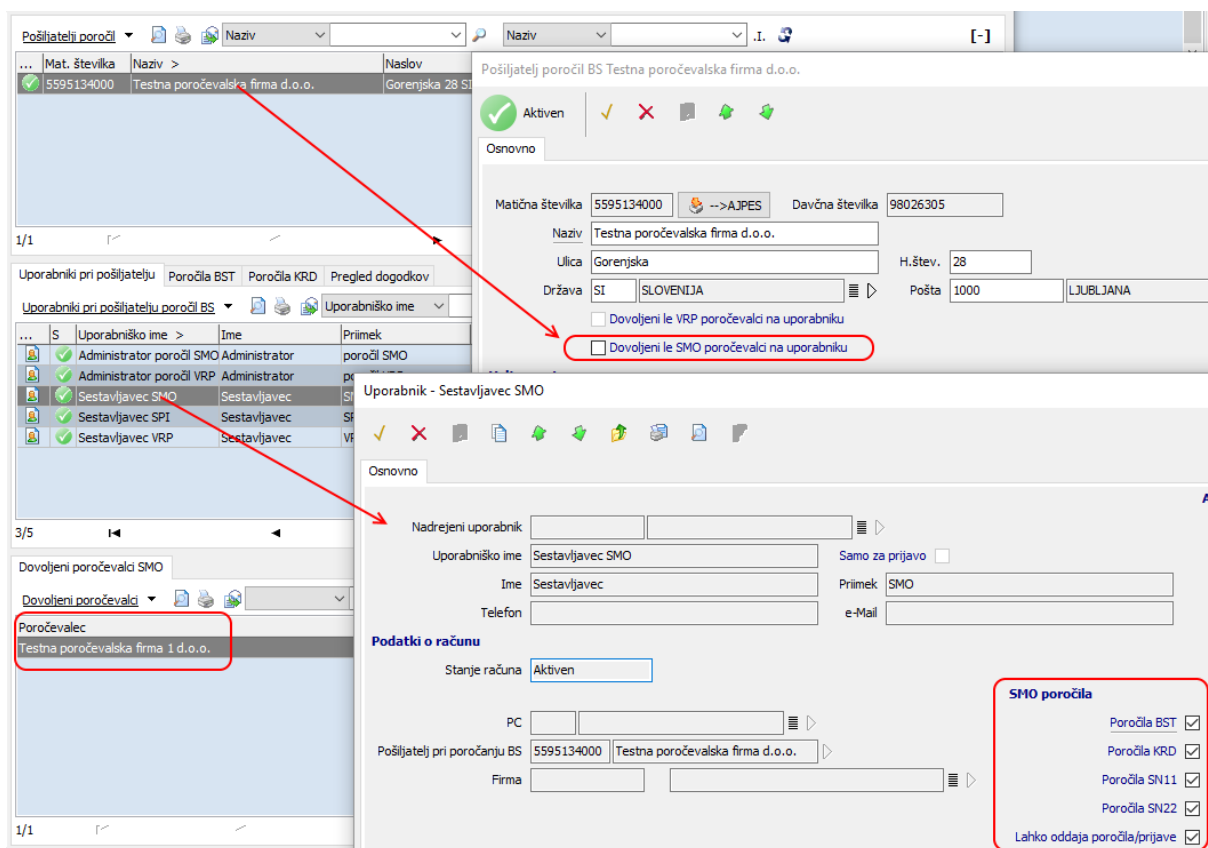 Pošiljatelji poročil Naziv Naziv .I. [-]
... Mat. številka Naziv > Naslov
5595134000 Testna poročevalska firma d.o.o. Gorenjska 28 SI
1/1
Uporabniki pri pošiljatelju Poročila BST Poročila KRD Pregled dogodkov
Uporabniki pri pošiljatelju poročil BS Uporabniško ime
... S Uporabniško ime > Ime Priimek
Administrator poročil SMO Administrator poročil SMO
Administrator poročil VRP Administrator
Sestavljavec SMO Sestavljavec
Sestavljavec SPI Sestavljavec
Sestavljavec VRP Sestavljavec
3/5
Dovoljeni poročevalci SMO
Dovoljeni poročevalci
Poročevalec
Testna poročevalska firma 1 d.o.o.
1/1
Pošiljatelj poročil BS Testna poročevalska firma d.o.o.
Aktiven
Osnovno
Matična številka 5595134000 -->AJPES Davčna številka 98026305
Naziv Testna poročevalska firma d.o.o.
Ulica Gorenjska H.štev. 28
Država SI SLOVENIJA Pošta 1000 LJUBLJANA
Dovoljeni le VRP poročevalci na uporabniku
Dovoljeni le SMO poročevalci na uporabniku
Uporabnik - Sestavljavec SMO
Osnovno
Nadrejeni uporabnik
Uporabniško ime Sestavljavec SMO Samo za prijavo
Ime Sestavljavec Priimek SMO
Telefon e-Mail
Podatki o računu
Stanje računa Aktiven
SMO poročila
PC Poročila BST
Pošiljatelj pri poročanju BS 5595134000 Testna poročevalska firma d.o.o. Poročila KRD
Firma Poročila SN11
Poročila SN22
Lahko oddaja poročila/prijave